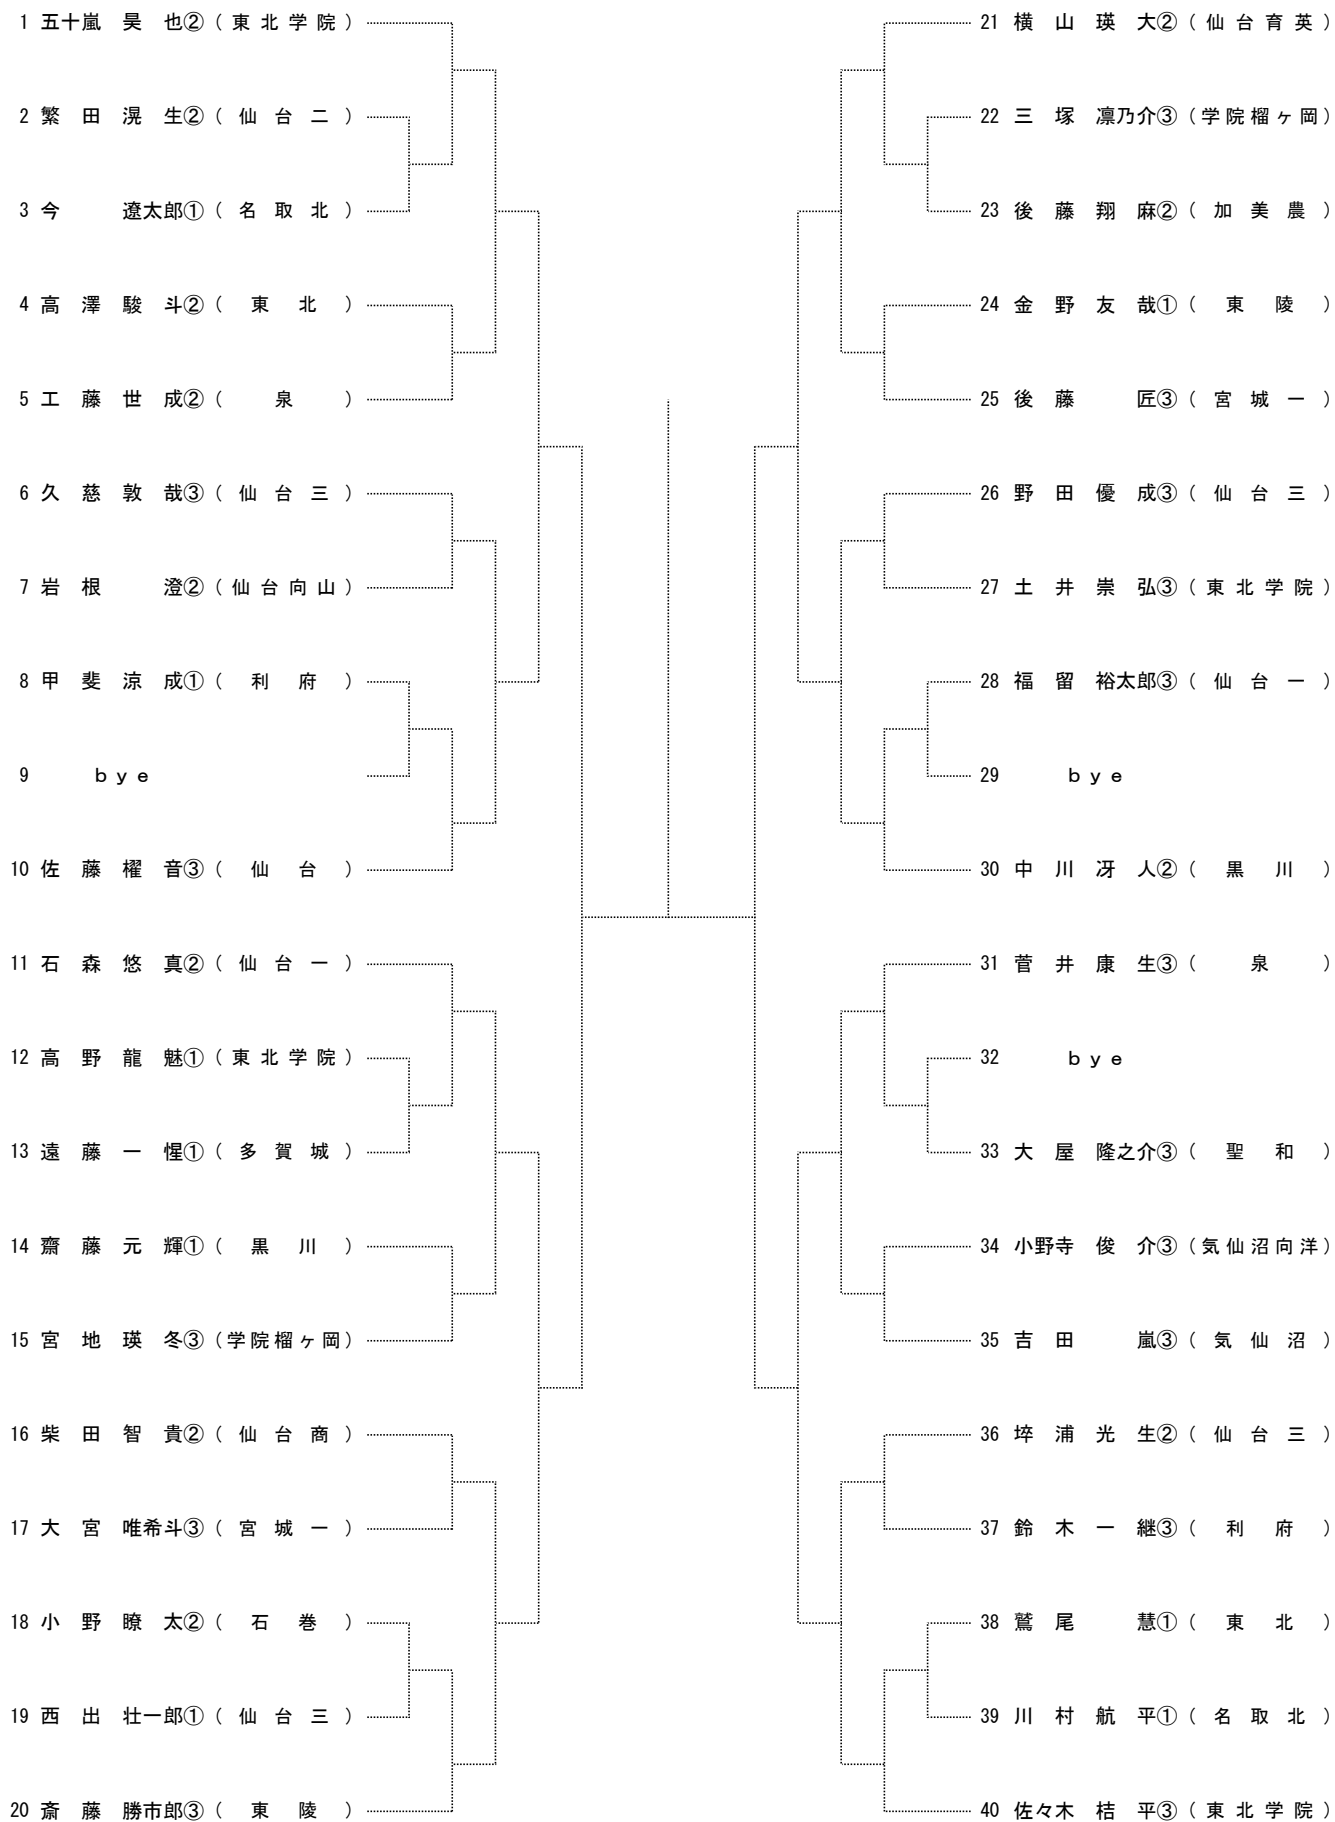 1 五十嵐 昊 也② ( 東 北 学 院 )
2 繁 田 滉 生② ( 仙 台 二 )
3 今 遼太郎① ( 名 取 北 )
4 高 澤 駿 斗② ( 東 北 )
5 工 藤 世 成② ( 泉 )
6 久 慈 敦 哉③ ( 仙 台 三 )
7 岩 根 澄② ( 仙 台 向 山 )
8 甲 斐 涼 成① ( 利 府 )
9 ｂｙｅ
10 佐 藤 櫂 音③ ( 仙 台 )
11 石 森 悠 真② ( 仙 台 一 )
12 高 野 龍 魅① ( 東 北 学 院 )
13 遠 藤 一 惺① ( 多 賀 城 )
14 齋 藤 元 輝① ( 黒 川 )
15 宮 地 瑛 冬③ ( 学 院 榴 ヶ 岡 )
16 柴 田 智 貴② ( 仙 台 商 )
17 大 宮 唯希斗③ ( 宮 城 一 )
18 小 野 瞭 太② ( 石 巻 )
19 西 出 壮一郎① ( 仙 台 三 )
20 斎 藤 勝市郎③ ( 東 陵 )
21 横 山 瑛 大② ( 仙 台 育 英 )
22 三 塚 凛乃介③ ( 学 院 榴 ヶ 岡 )
23 後 藤 翔 麻② ( 加 美 農 )
24 金 野 友 哉① ( 東 陵 )
25 後 藤 匠③ ( 宮 城 一 )
26 野 田 優 成③ ( 仙 台 三 )
27 土 井 崇 弘③ ( 東 北 学 院 )
28 福 留 裕太郎③ ( 仙 台 一 )
29 ｂｙｅ
30 中 川 冴 人② ( 黒 川 )
31 菅 井 康 生③ ( 泉 )
32 ｂｙｅ
33 大 屋 隆之介③ ( 聖 和 )
34 小野寺 俊 介③ ( 気 仙 沼 向 洋 )
35 吉 田 嵐③ ( 気 仙 沼 )
36 埣 浦 光 生② ( 仙 台 三 )
37 鈴 木 一 継③ ( 利 府 )
38 鷲 尾 慧① ( 東 北 )
39 川 村 航 平① ( 名 取 北 )
40 佐々木 桔 平③ ( 東 北 学 院 )